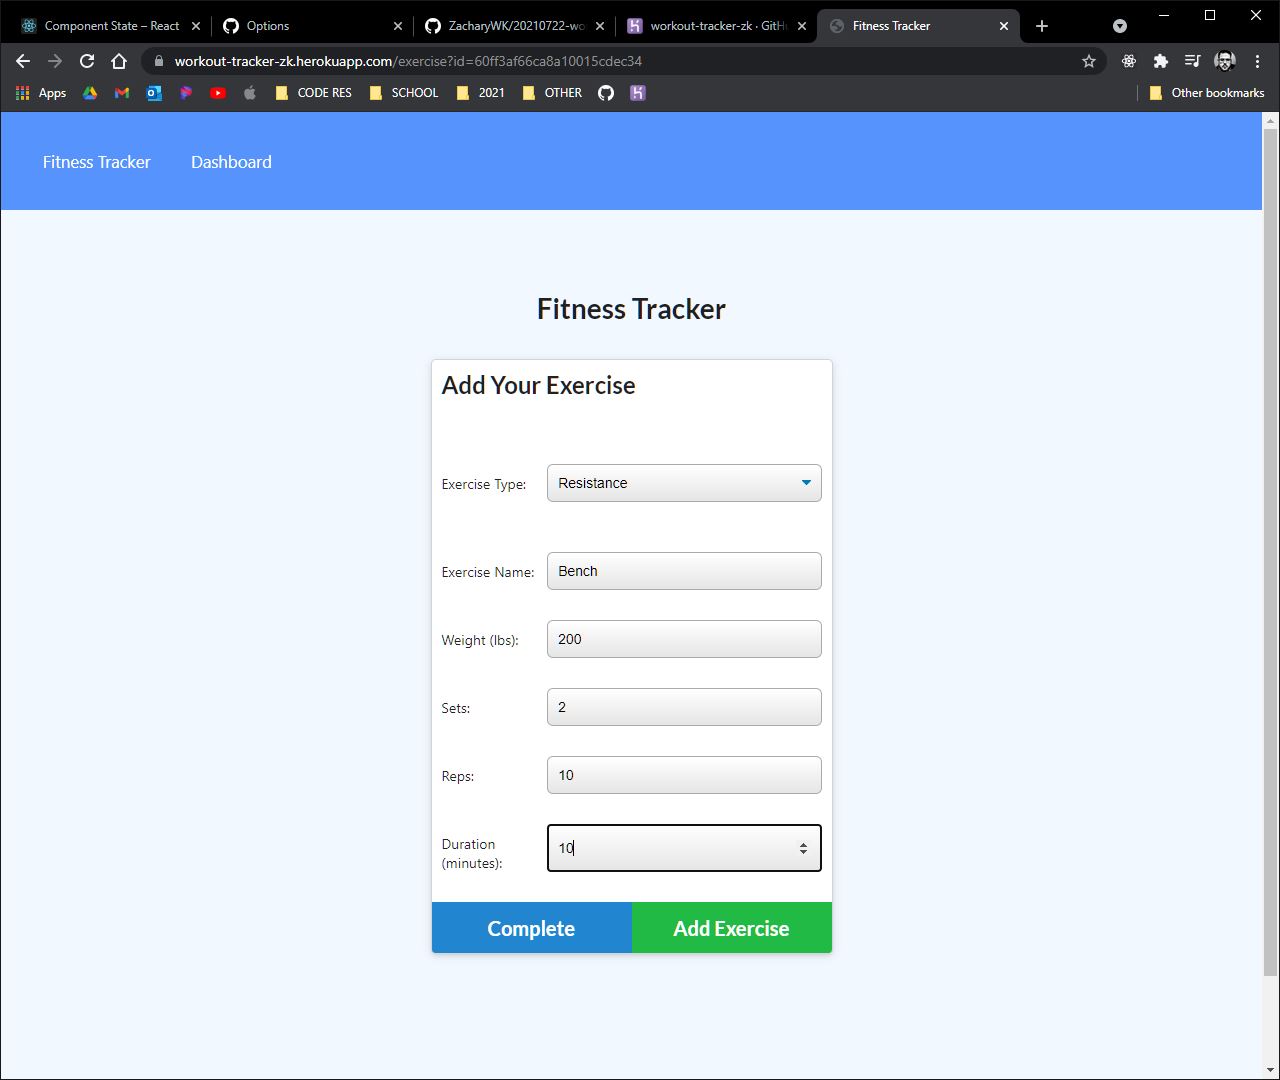 Component State – React
Options
ZacharyWK/20210722-wo
workout-tracker-zk · GitH
Fitness Tracker
workout-tracker-zk.herokuapp.com/exercise?id=60ff3af66ca8a10015cdec34
Apps
CODE RES
SCHOOL
2021
OTHER
Other bookmarks
Fitness Tracker
Dashboard
Fitness Tracker
Add Your Exercise
Exercise Type:
Resistance
Exercise Name:
Bench
Weight (lbs):
200
Sets:
2
Reps:
10
Duration
(minutes):
10
Complete
Add Exercise